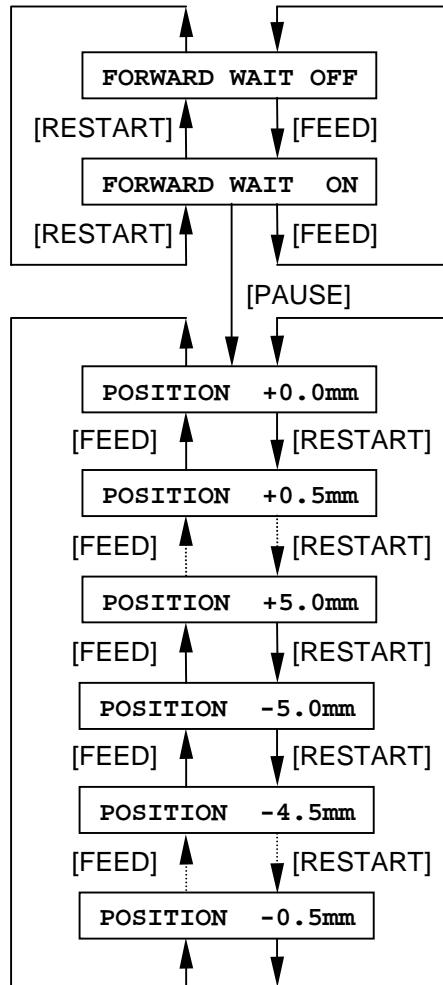 FORWARD WAIT OFF
[RESTART] [FEED]
FORWARD WAIT ON
[RESTART] [FEED]
[PAUSE]
POSITION +0.0mm
[FEED] [RESTART]
POSITION +0.5mm
[FEED] [RESTART]
POSITION +5.0mm
[FEED] [RESTART]
POSITION -5.0mm
[FEED] [RESTART]
POSITION -4.5mm
[FEED] [RESTART]
POSITION -0.5mm